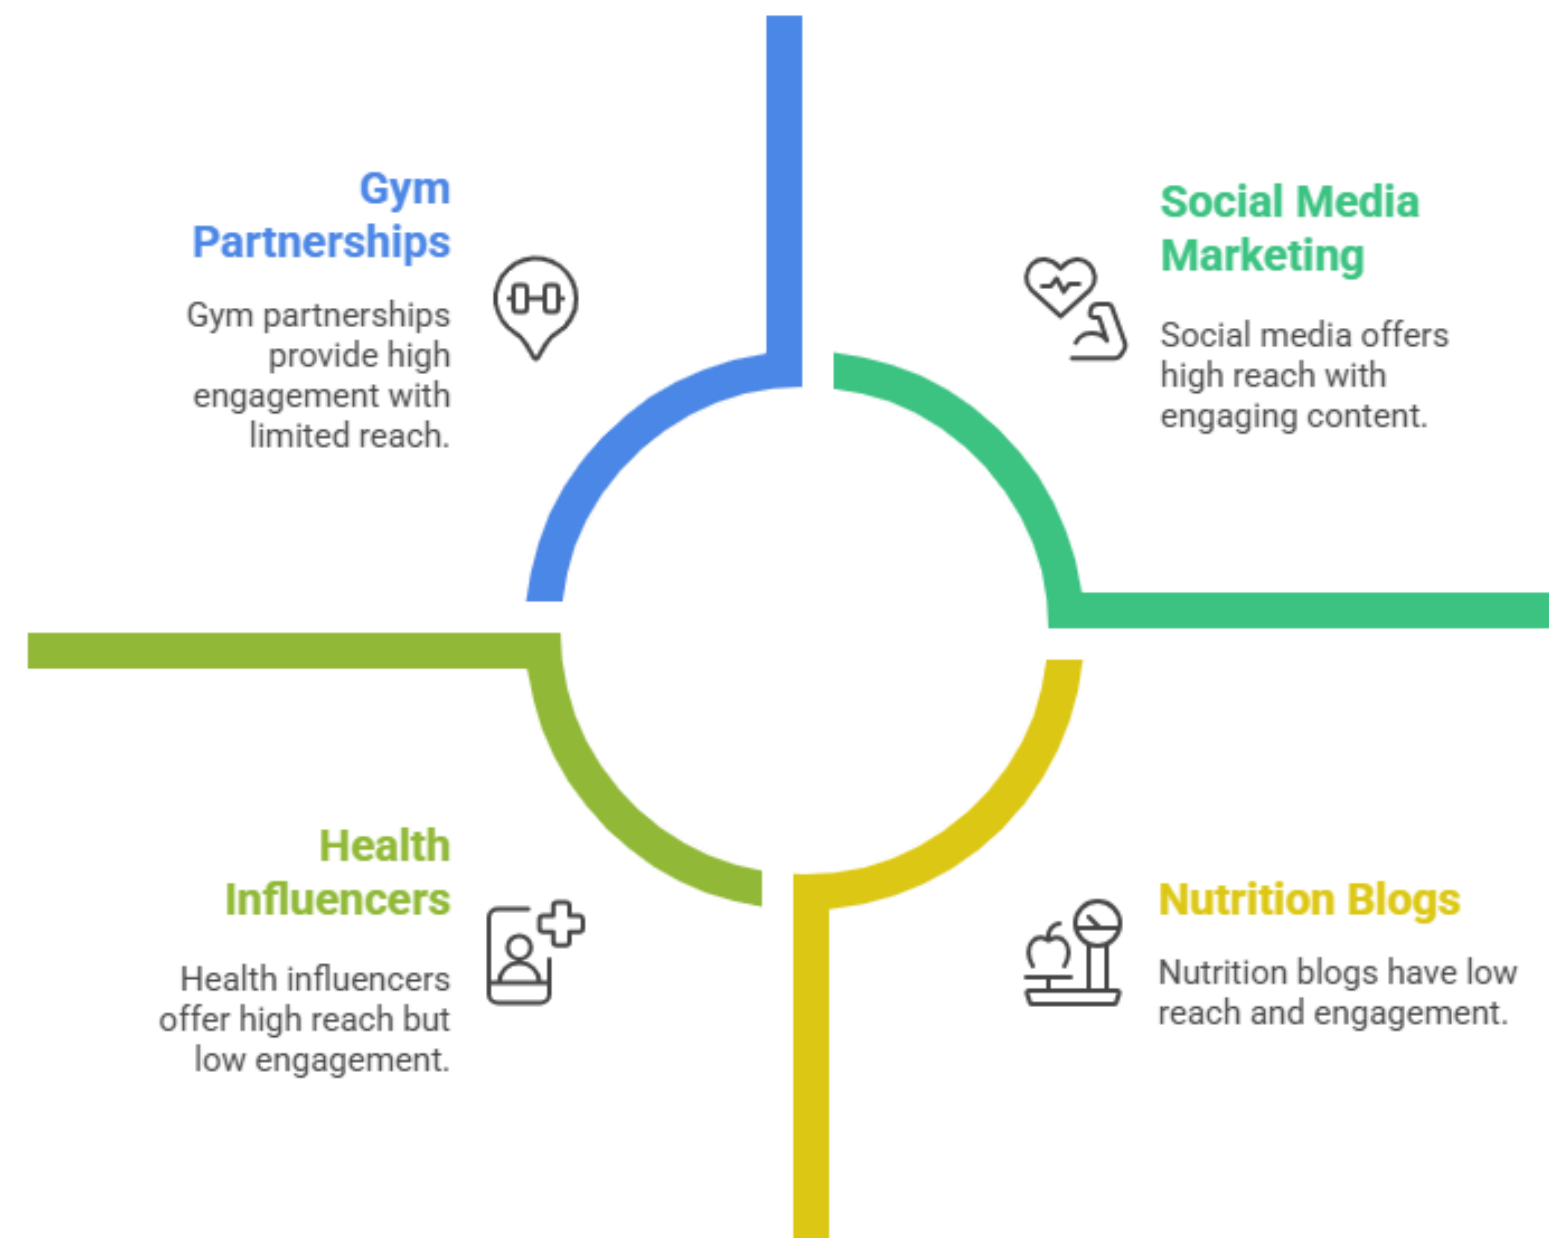 Gym
Partnerships
Gym partnerships
provide high
engagement with
limited reach.
Social Media
Marketing
Social media offers
high reach with
engaging content.
Health
Influencers
Health influencers
offer high reach but
low engagement.
Nutrition Blogs
Nutrition blogs have low
reach and engagement.